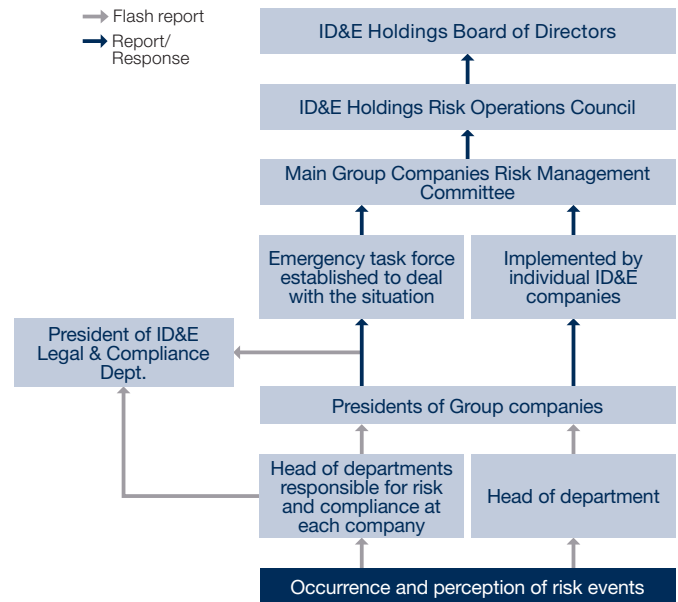 Flash report
Report/
Response
ID&E Holdings Board of Directors
ID&E Holdings Risk Operations Council
Main Group Companies Risk Management
Committee
Emergency task force
established to deal
with the situation
Implemented by
individual ID&E
companies
President of ID&E
Legal & Compliance
Dept.
Presidents of Group companies
Head of departments
responsible for risk
and compliance at
each company
Head of department
Occurrence and perception of risk events